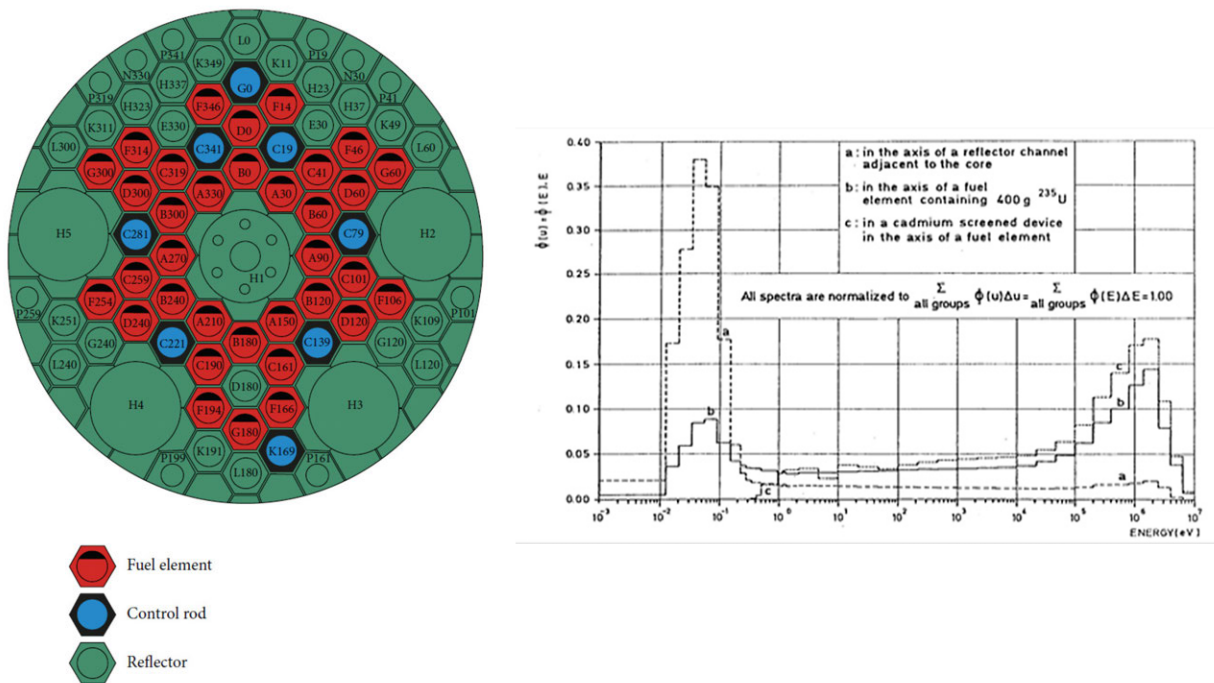 L0
P341
P19
K349
K11
N330
N30
G0
H337
H23
P319
P41
F346
F14
H323
H37
D0
K311
E330
E30
K49
C341
C19
L300
F314
F46
L60
B0
G300
C319
C41
G60
A330
A30
D300
D60
B300
B60
H5
C281
C79
H2
A270
H1
A90
C259
C101
F254
B240
B120
F106
P259
P101
K251
D240
A210
A150
D120
K109
G240
C221
B180
C139
G120
L240
C190
C161
L120
D180
H4
H3
F194
F166
G180
K191
K169
P199
L180
P161
Fuel element
Control rod
Reflector
0.40
a: in the axis of a reflector channel
adjacent to the core
0.35
b: in the axis of a fuel
element containing 400 g ²³⁵U
0.30
c: in a cadmium screened device
in the axis of a fuel element
0.25
ϕ(u)=ϕ(E).E
All spectra are normalized to Σ all groups ϕ(u)Δu= Σ all groups ϕ(E)ΔE=1.00
0.20
a
0.15
c
0.10
b
b
0.05
a
c
0.00
10⁻³ 10⁻² 10⁻¹ 10⁰ 10¹ 10² 10³ 10⁴ 10⁵ 10⁶ 10⁷
ENERGY(eV)